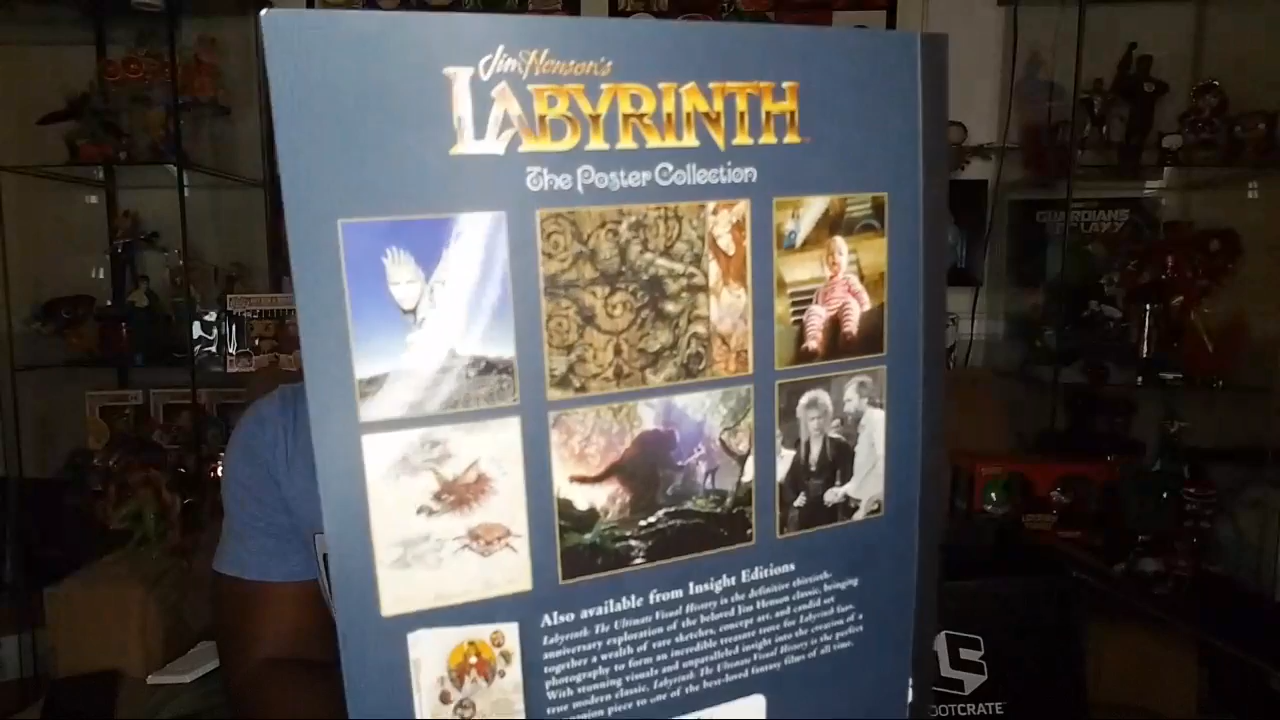 Jim Henson's
LABYRINTH
The Poster Collection
GUARDIANS
Also available from Insight Editions
Labyrinth: The Ultimate Visual History is the definitive thirtieth-
anniversary exploration of the beloved Jim Henson classic, bringing
together a wealth of rare sketches, concept art, and candid set
photography to form an incredible treasure trove for Labyrinth fans.
With stunning visuals and unparalleled insight into the creation of a
true modern classic, Labyrinth: The Ultimate Visual History is the perfect
companion piece to one of the best-loved fantasy films of all time.
OOTCRATE